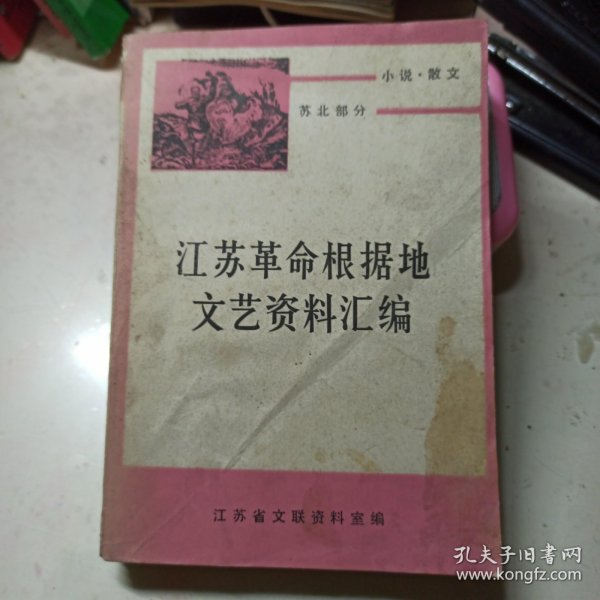 小说·散文
苏北部分
江苏革命根据地
文艺资料汇编
江苏省文联资料室编
孔夫子旧书网
www.kongfz.com